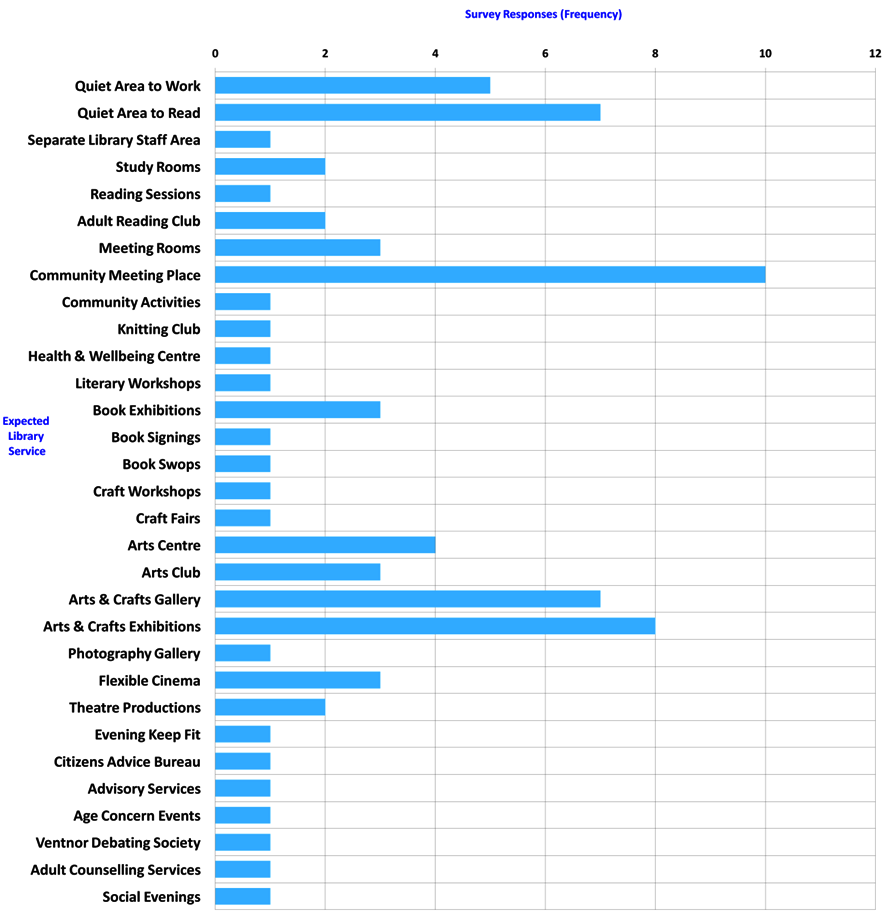 Survey Responses (Frequency)
0 2 4 6 8 10 12
Quiet Area to Work
Quiet Area to Read
Separate Library Staff Area
Study Rooms
Reading Sessions
Adult Reading Club
Meeting Rooms
Community Meeting Place
Community Activities
Knitting Club
Health & Wellbeing Centre
Literary Workshops
Book Exhibitions
Expected
Library
Service
Book Signings
Book Swops
Craft Workshops
Craft Fairs
Arts Centre
Arts Club
Arts & Crafts Gallery
Arts & Crafts Exhibitions
Photography Gallery
Flexible Cinema
Theatre Productions
Evening Keep Fit
Citizens Advice Bureau
Advisory Services
Age Concern Events
Ventnor Debating Society
Adult Counselling Services
Social Evenings